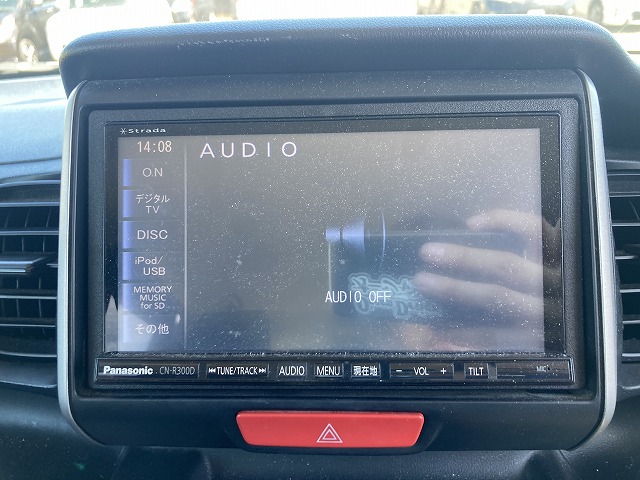 Strada
14:08
AUDIO
ON
デジタル
TV
DISC
iPod/
USB
MEMORY
MUSIC
for SD
その他
AUDIO OFF
Panasonic CN-R300D ⏮TUNE/TRACK⏭ AUDIO MENU 現在地 - VOL + TILT MIC